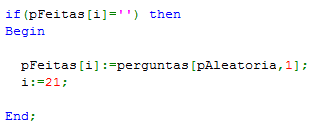 if(pFeitas[i]='') then
Begin
pFeitas[i]:=perguntas[pAleatoria,1];
i:=21;
End;